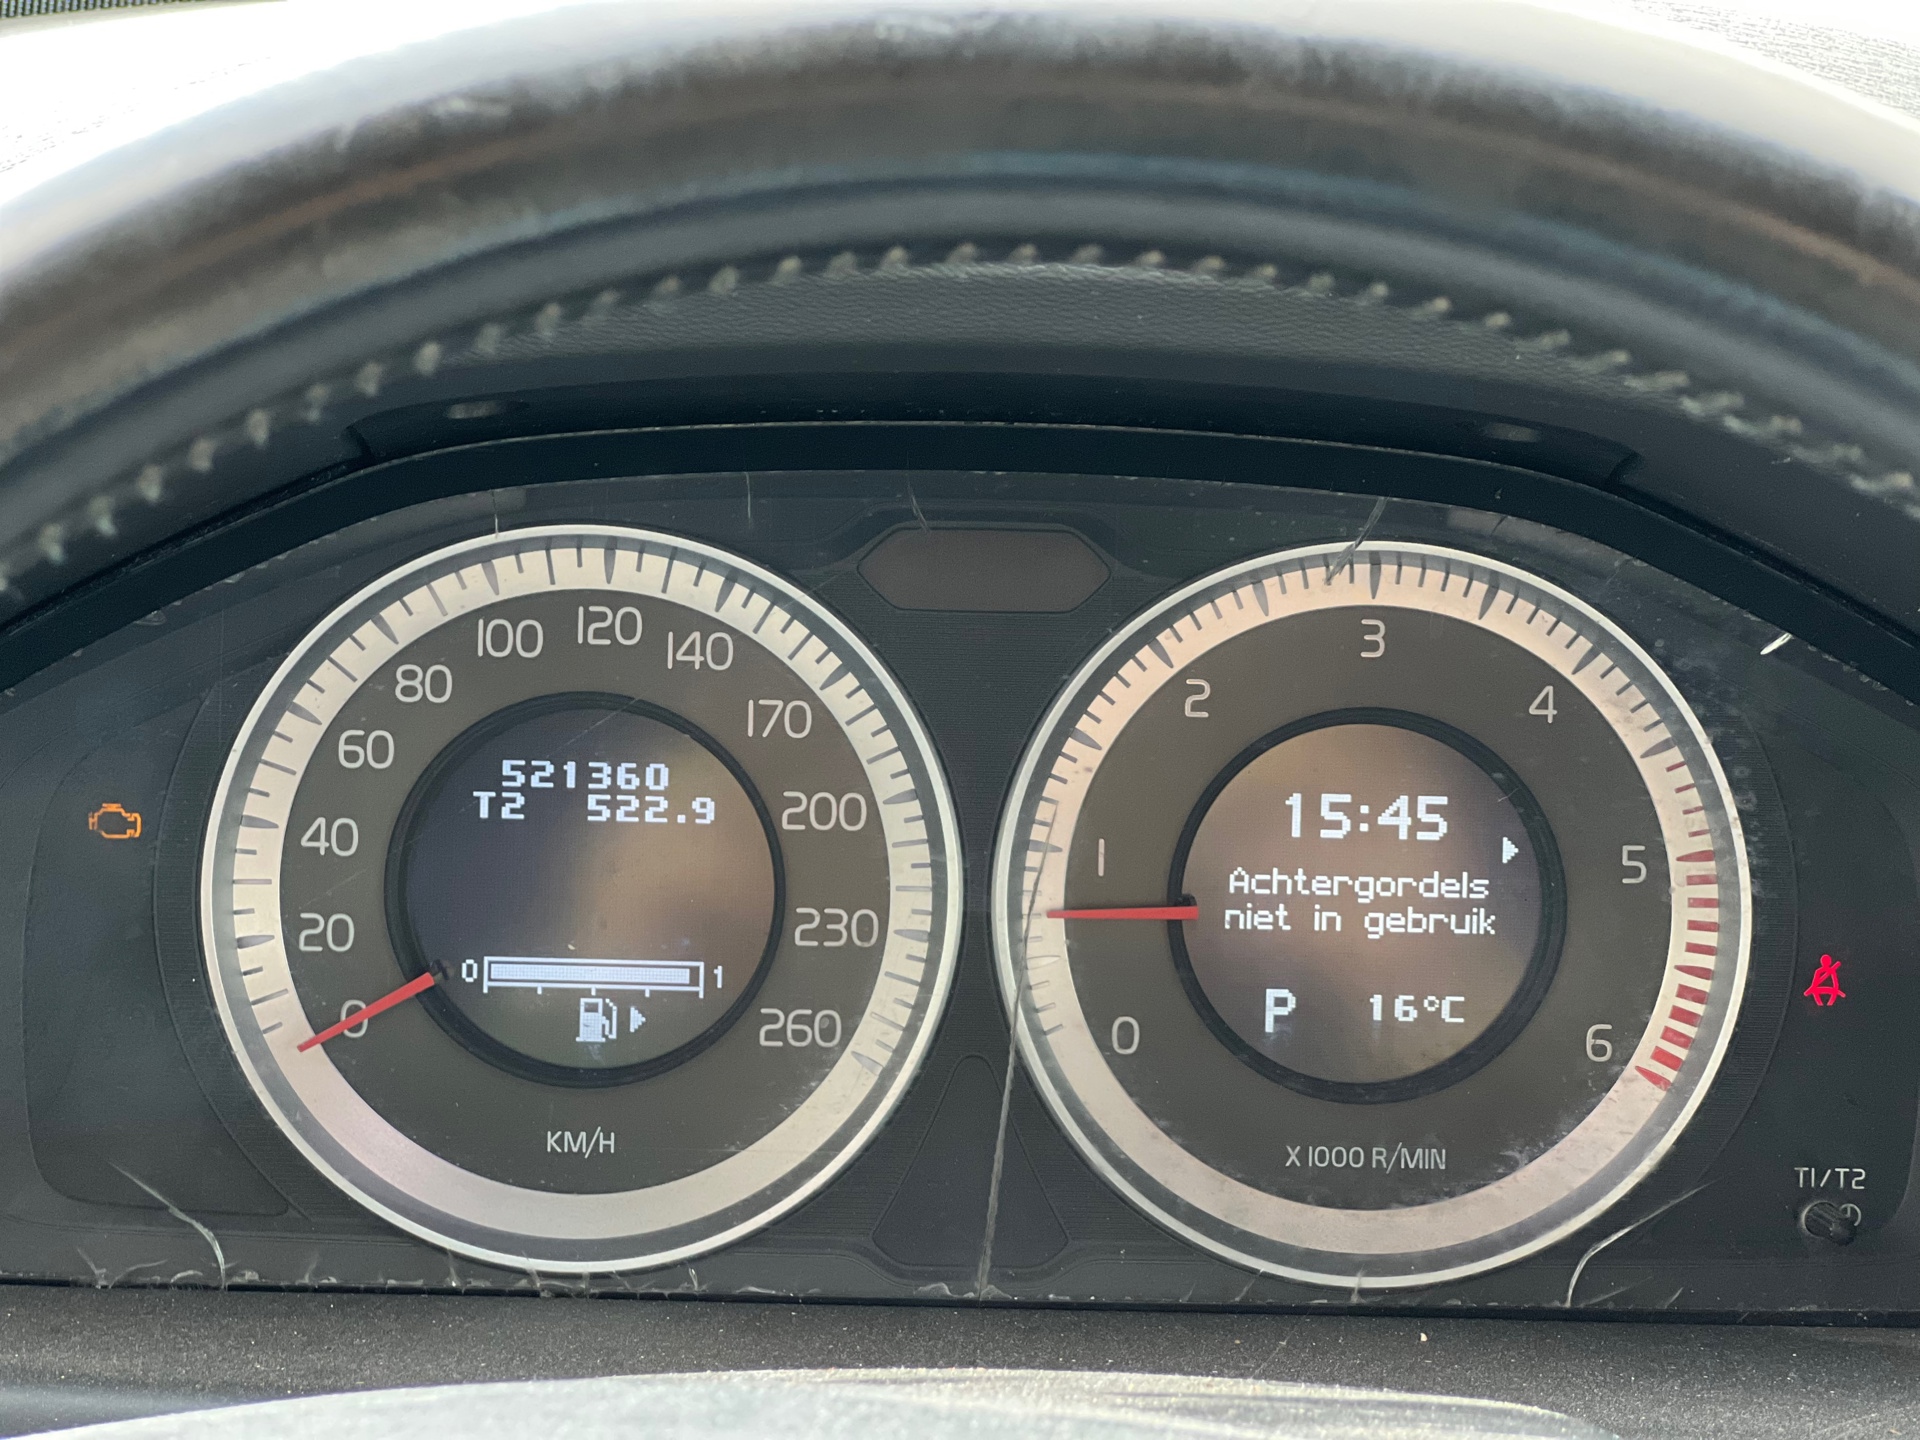 521360
T2 522.9
0 20 40 60 80 100 120 140 170 200 230 260
0 1
KM/H
0 1 2 3 4 5 6
15:45
Achtergordels
niet in gebruik
P 16°C
X1000 R/MIN
T1/T2